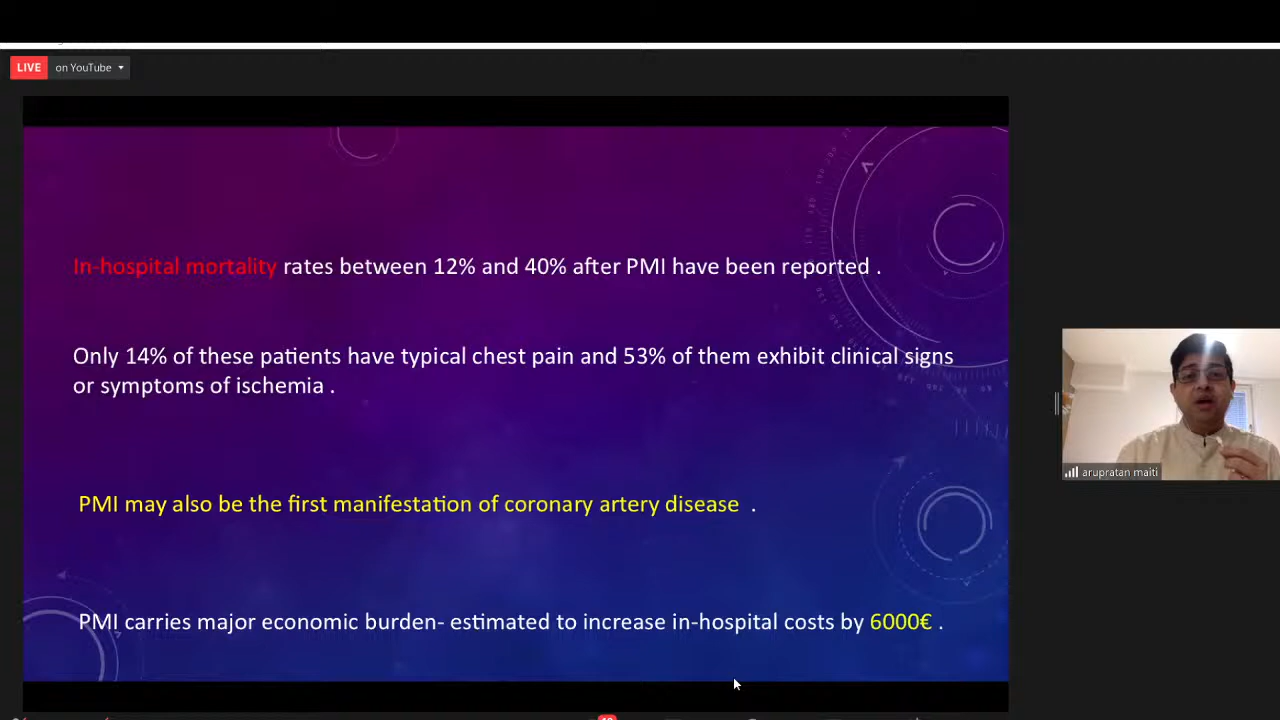 LIVE on YouTube
In-hospital mortality rates between 12% and 40% after PMI have been reported .
Only 14% of these patients have typical chest pain and 53% of them exhibit clinical signs
or symptoms of ischemia .
arupratan maiti
PMI may also be the first manifestation of coronary artery disease .
PMI carries major economic burden- estimated to increase in-hospital costs by 6000€ .